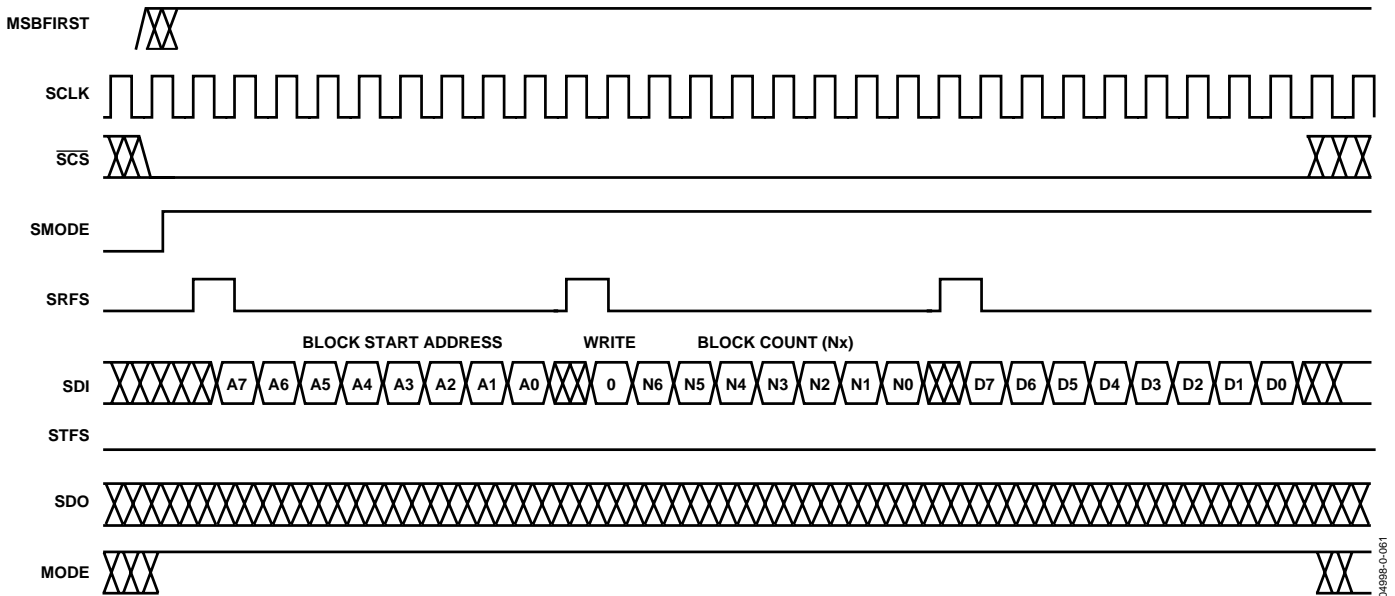 MSBFIRST
SCLK
SCS
SMODE
SRFS
BLOCK START ADDRESS WRITE BLOCK COUNT (Nx)
SDI A7 A6 A5 A4 A3 A2 A1 A0 0 N6 N5 N4 N3 N2 N1 N0 D7 D6 D5 D4 D3 D2 D1 D0
STFS
SDO
MODE
04998-0-061